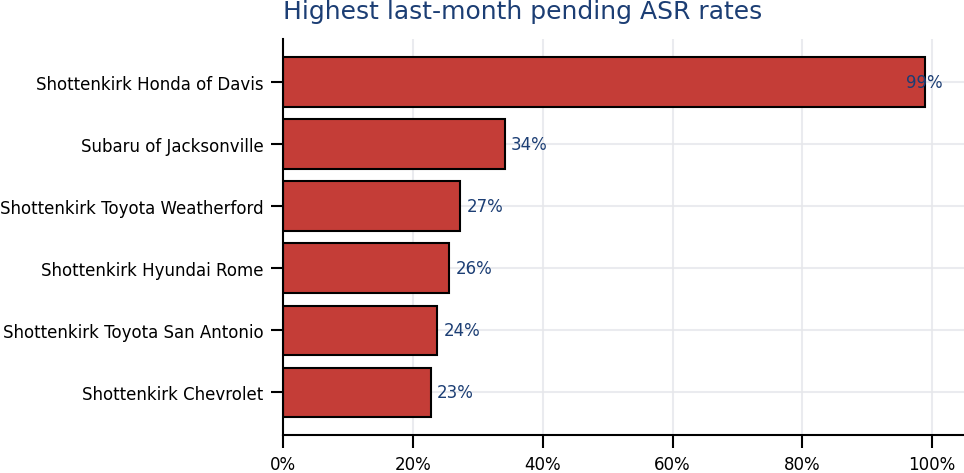 Highest last-month pending ASR rates
Shottenkirk Honda of Davis 99%
Subaru of Jacksonville 34%
Shottenkirk Toyota Weatherford 27%
Shottenkirk Hyundai Rome 26%
Shottenkirk Toyota San Antonio 24%
Shottenkirk Chevrolet 23%
0% 20% 40% 60% 80% 100%